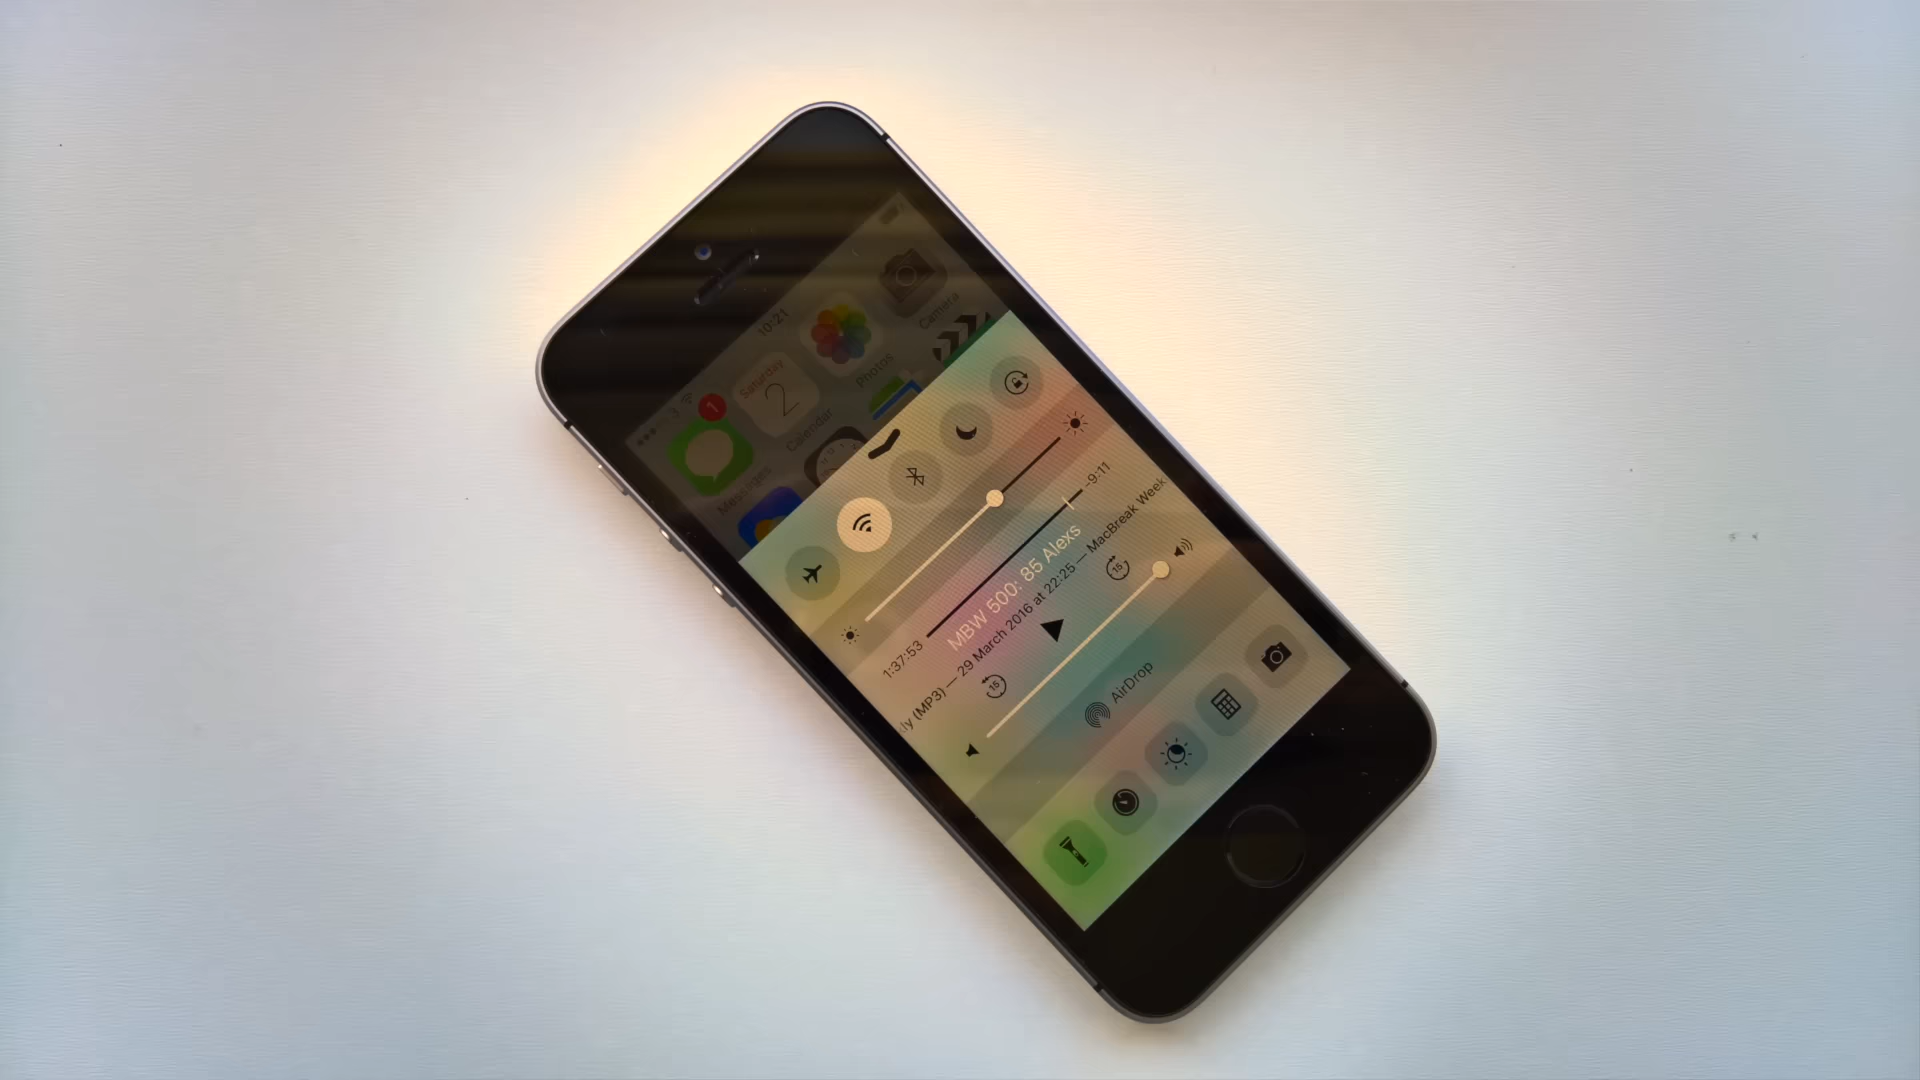 3
10:21
1
Saturday
2
Messages
Calendar
Photos
Camera
1:37:53
-9:11
MBW 500: 85 Alexs
ly (MP3) — 29 March 2016 at 22:25 — MacBreak Week
15
15
AirDrop